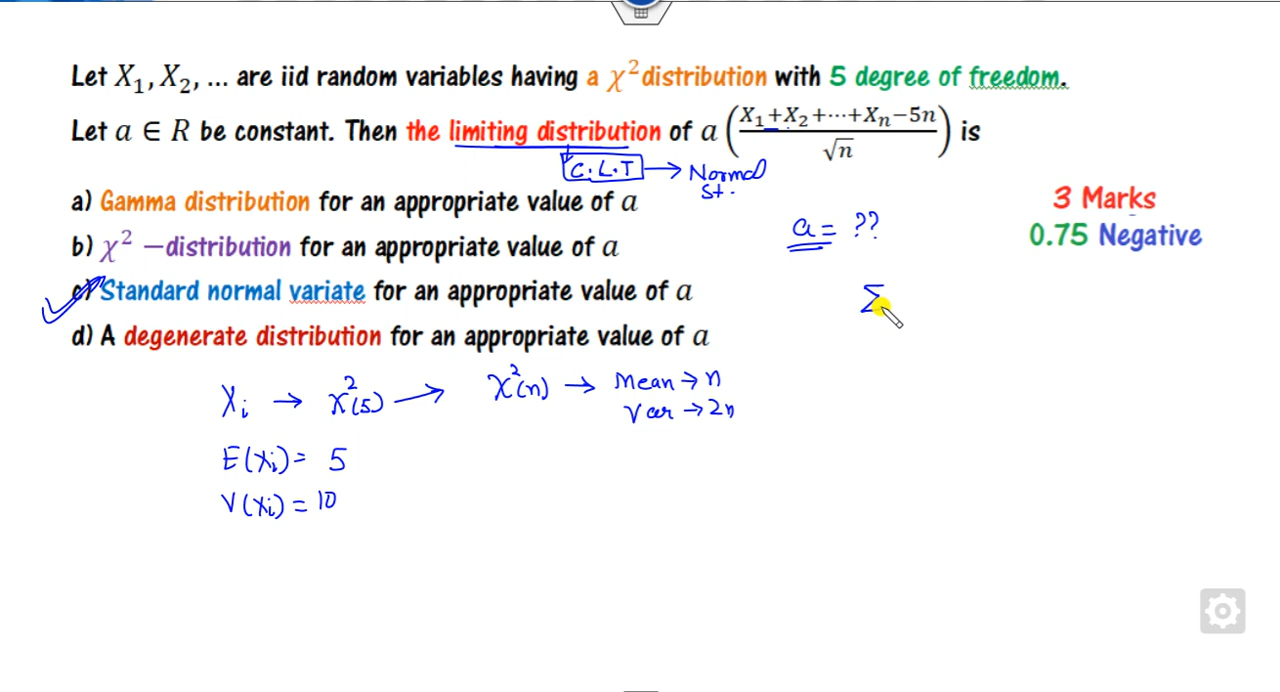 Let X₁, X₂, … are iid random variables having a χ² distribution with 5 degree of freedom.
Let a ∈ R be constant. Then the limiting distribution of a ((X₁+X₂+⋯+Xₙ−5n)/√n) is
C.L.T → Normal
St.
a) Gamma distribution for an appropriate value of a
3 Marks
a = ??
0.75 Negative
b) χ² −distribution for an appropriate value of a
c) Standard normal variate for an appropriate value of a
Σ
d) A degenerate distribution for an appropriate value of a
Xᵢ → χ²(5) → χ²(n) → Mean → n
Var → 2n
E(Xᵢ) = 5
V(Xᵢ) = 10